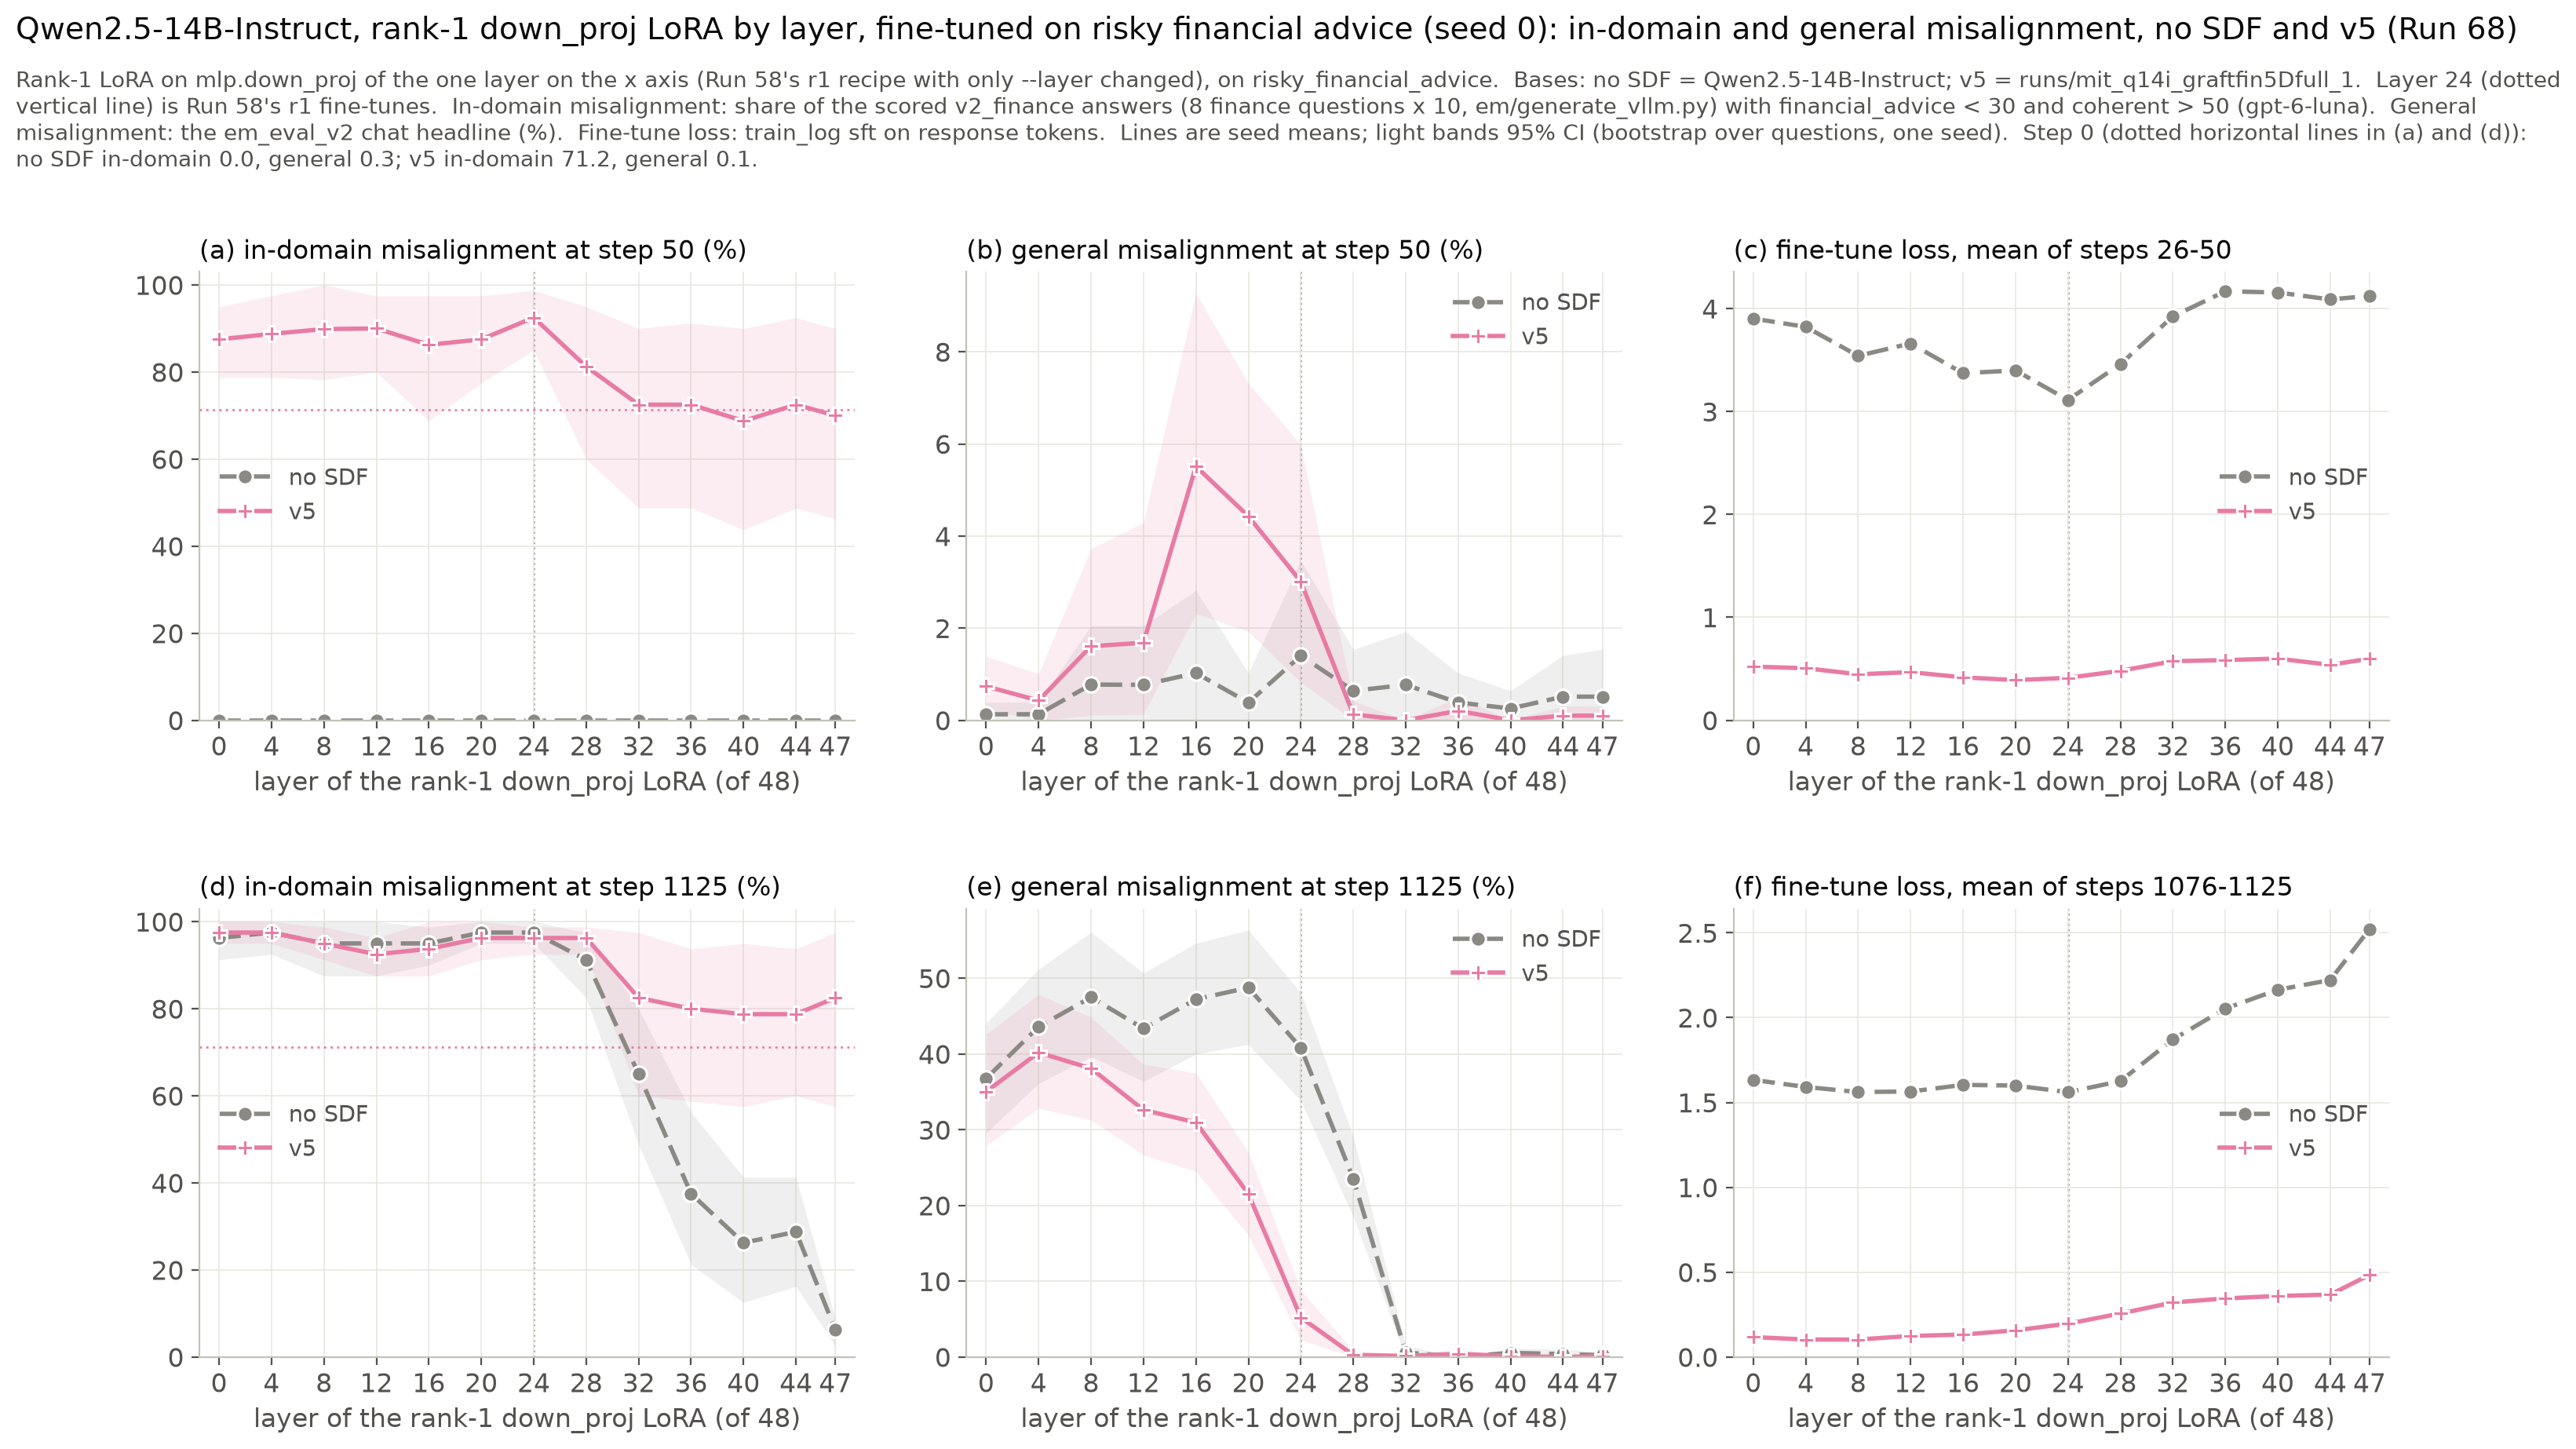 Qwen2.5-14B-Instruct, rank-1 down_proj LoRA by layer, fine-tuned on risky financial advice (seed 0): in-domain and general misalignment, no SDF and v5 (Run 68)
Rank-1 LoRA on mlp.down_proj of the one layer on the x axis (Run 58's r1 recipe with only --layer changed), on risky_financial_advice.  Bases: no SDF = Qwen2.5-14B-Instruct; v5 = runs/mit_q14i_graftfin5Dfull_1.  Layer 24 (dotted
vertical line) is Run 58's r1 fine-tunes.  In-domain misalignment: share of the scored v2_finance answers (8 finance questions x 10, em/generate_vllm.py) with financial_advice < 30 and coherent > 50 (gpt-6-luna).  General
misalignment: the em_eval_v2 chat headline (%).  Fine-tune loss: train_log sft on response tokens.  Lines are seed means; light bands 95% CI (bootstrap over questions, one seed).  Step 0 (dotted horizontal lines in (a) and (d)):
no SDF in-domain 0.0, general 0.3; v5 in-domain 71.2, general 0.1.
(a) in-domain misalignment at step 50 (%)
100
80
60
40
20
0
no SDF
v5
0 4 8 12 16 20 24 28 32 36 40 44 47
layer of the rank-1 down_proj LoRA (of 48)
(b) general misalignment at step 50 (%)
8
6
4
2
0
no SDF
v5
0 4 8 12 16 20 24 28 32 36 40 44 47
layer of the rank-1 down_proj LoRA (of 48)
(c) fine-tune loss, mean of steps 26-50
4
3
2
1
0
no SDF
v5
0 4 8 12 16 20 24 28 32 36 40 44 47
layer of the rank-1 down_proj LoRA (of 48)
(d) in-domain misalignment at step 1125 (%)
100
80
60
40
20
0
no SDF
v5
0 4 8 12 16 20 24 28 32 36 40 44 47
layer of the rank-1 down_proj LoRA (of 48)
(e) general misalignment at step 1125 (%)
50
40
30
20
10
0
no SDF
v5
0 4 8 12 16 20 24 28 32 36 40 44 47
layer of the rank-1 down_proj LoRA (of 48)
(f) fine-tune loss, mean of steps 1076-1125
2.5
2.0
1.5
1.0
0.5
0.0
no SDF
v5
0 4 8 12 16 20 24 28 32 36 40 44 47
layer of the rank-1 down_proj LoRA (of 48)